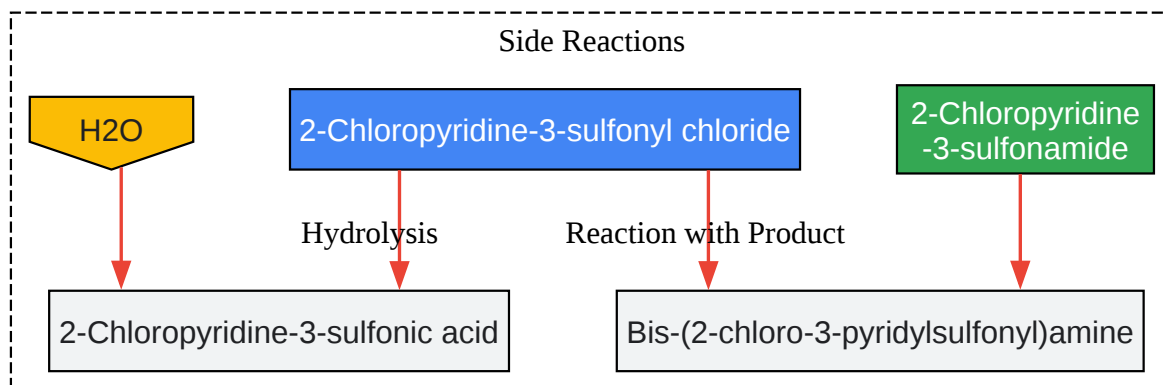 Side Reactions
H2O
2-Chloropyridine-3-sulfonyl chloride
2-Chloropyridine
-3-sulfonamide
Hydrolysis
Reaction with Product
2-Chloropyridine-3-sulfonic acid
Bis-(2-chloro-3-pyridylsulfonyl)amine